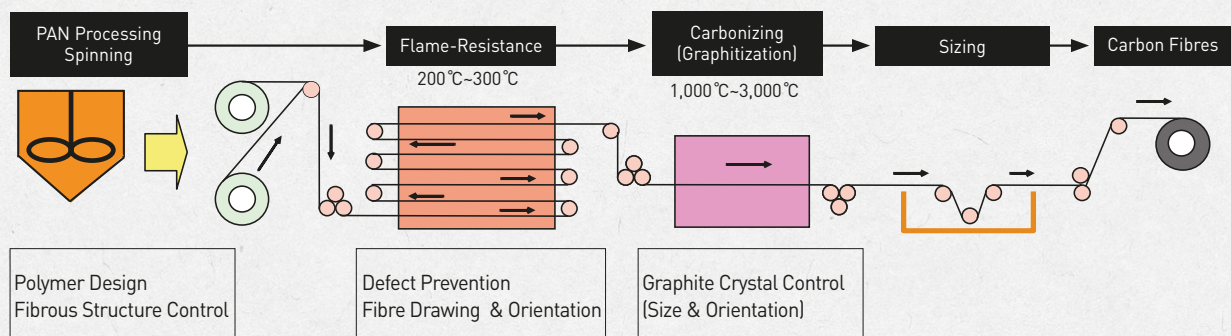 PAN Processing
Spinning
Flame-Resistance
Carbonizing
(Graphitization)
Sizing
Carbon Fibres
200°C~300°C
1,000°C~3,000°C
Polymer Design
Fibrous Structure Control
Defect Prevention
Fibre Drawing & Orientation
Graphite Crystal Control
(Size & Orientation)